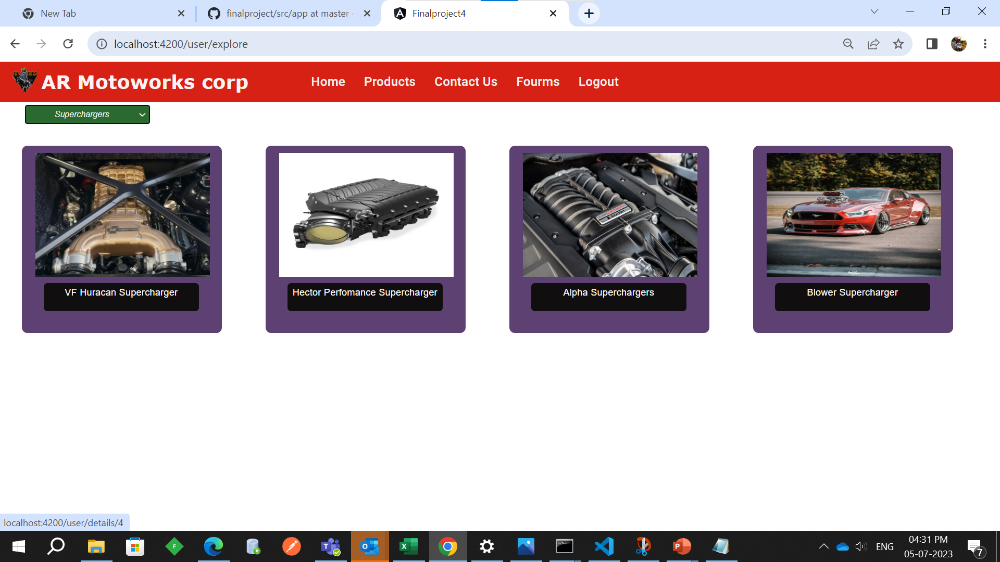 New Tab
finalproject/src/app at master ·
Finalproject4
localhost:4200/user/explore
AR Motoworks corp
Home
Products
Contact Us
Fourms
Logout
Superchargers
VF Huracan Supercharger
Hector Perfomance Supercharger
Alpha Superchargers
Blower Supercharger
ROUSH
localhost:4200/user/details/4
ENG
04:31 PM
05-07-2023
7